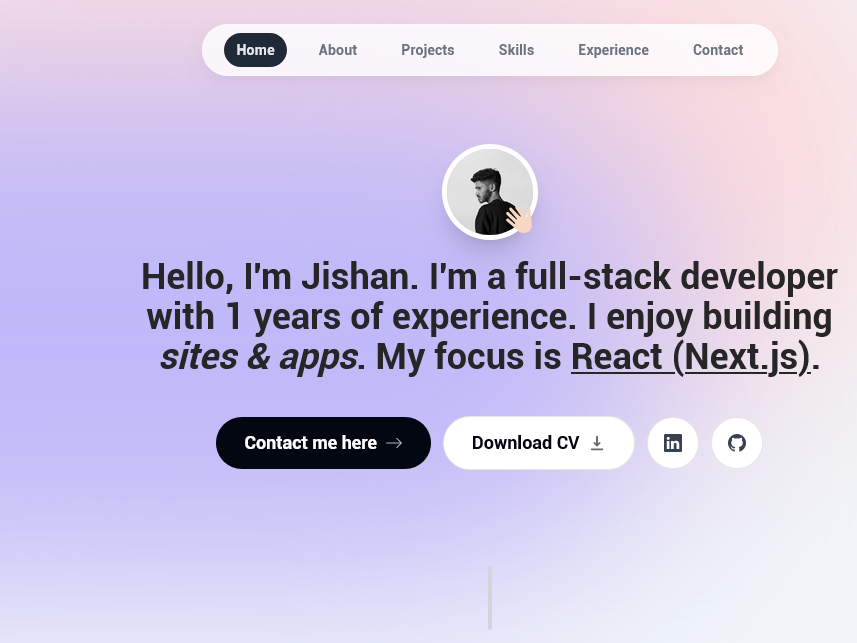 Home About Projects Skills Experience Contact
Hello, I'm Jishan. I'm a full-stack developer
with 1 years of experience. I enjoy building
sites & apps. My focus is React (Next.js).
Contact me here Download CV in